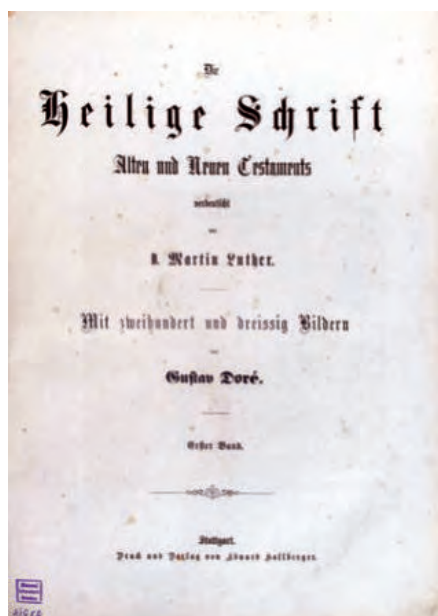 Die
Heilige Schrift
Alten und Neuen Testaments
verdeutscht
von
D. Martin Luther.
Mit zweihundert und dreissig Bildern
von
Gustav Doré.
Erster Band.
Stuttgart.
Druck und Verlag von Eduard Hallberger.